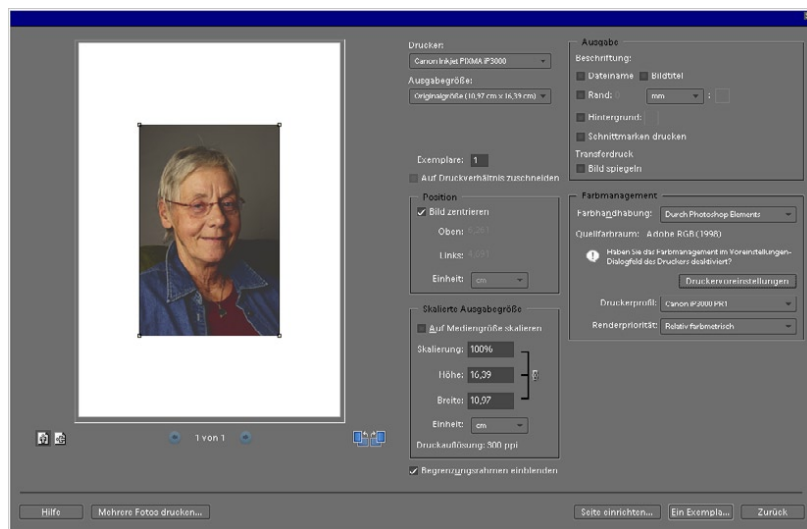 Drucker:
Canon Inkjet PIXMA iP3000
Ausgabegröße:
Originalgröße (10,97 cm x 16,39 cm)
Exemplare: 1
Auf Druckverhältnis zuschneiden
Position
Bild zentrieren
Oben:
Links:
Einheit: cm
Skalierte Ausgabegröße
Auf Mediengröße skalieren
Skalierung: 100%
Höhe: 16,39
Breite: 10,97
Einheit: cm
Druckauflösung: 300 ppi
Begrenzungsrahmen einblenden
Ausgabe
Beschriftung:
Dateiname Bildtitel
Rand: mm :
Hintergrund:
Schnittmarken drucken
Transferdruck
Bild spiegeln
Farbmanagement
Farbhandhabung: Durch Photoshop Elements
Quellfarbraum: Adobe RGB (1998)
Haben Sie das Farbmanagement im Voreinstellungen-
Dialogfeld des Druckers deaktiviert?
Druckervoreinstellungen
Druckerprofil: Canon iP3000 PR1
Renderpriorität: Relativ farbmetrisch
1 von 1
Hilfe Mehrere Fotos drucken... Seite einrichten... Ein Exempla... Zurück